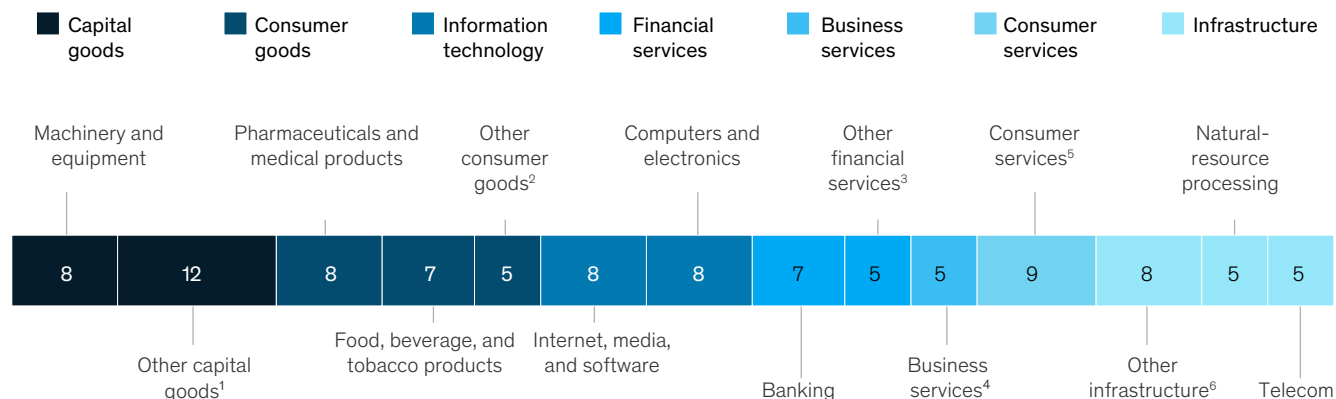 Capital
goods
Consumer
goods
Information
technology
Financial
services
Business
services
Consumer
services
Infrastructure
Machinery and
equipment
Pharmaceuticals and
medical products
Other
consumer
goods²
Computers and
electronics
Other
financial
services³
Consumer
services⁵
Natural-
resource
processing
8 12 8 7 5 8 8 7 5 5 9 8 5 5
Other capital
goods¹
Food, beverage, and
tobacco products
Internet, media,
and software
Banking
Business
services⁴
Other
infrastructure⁶
Telecom